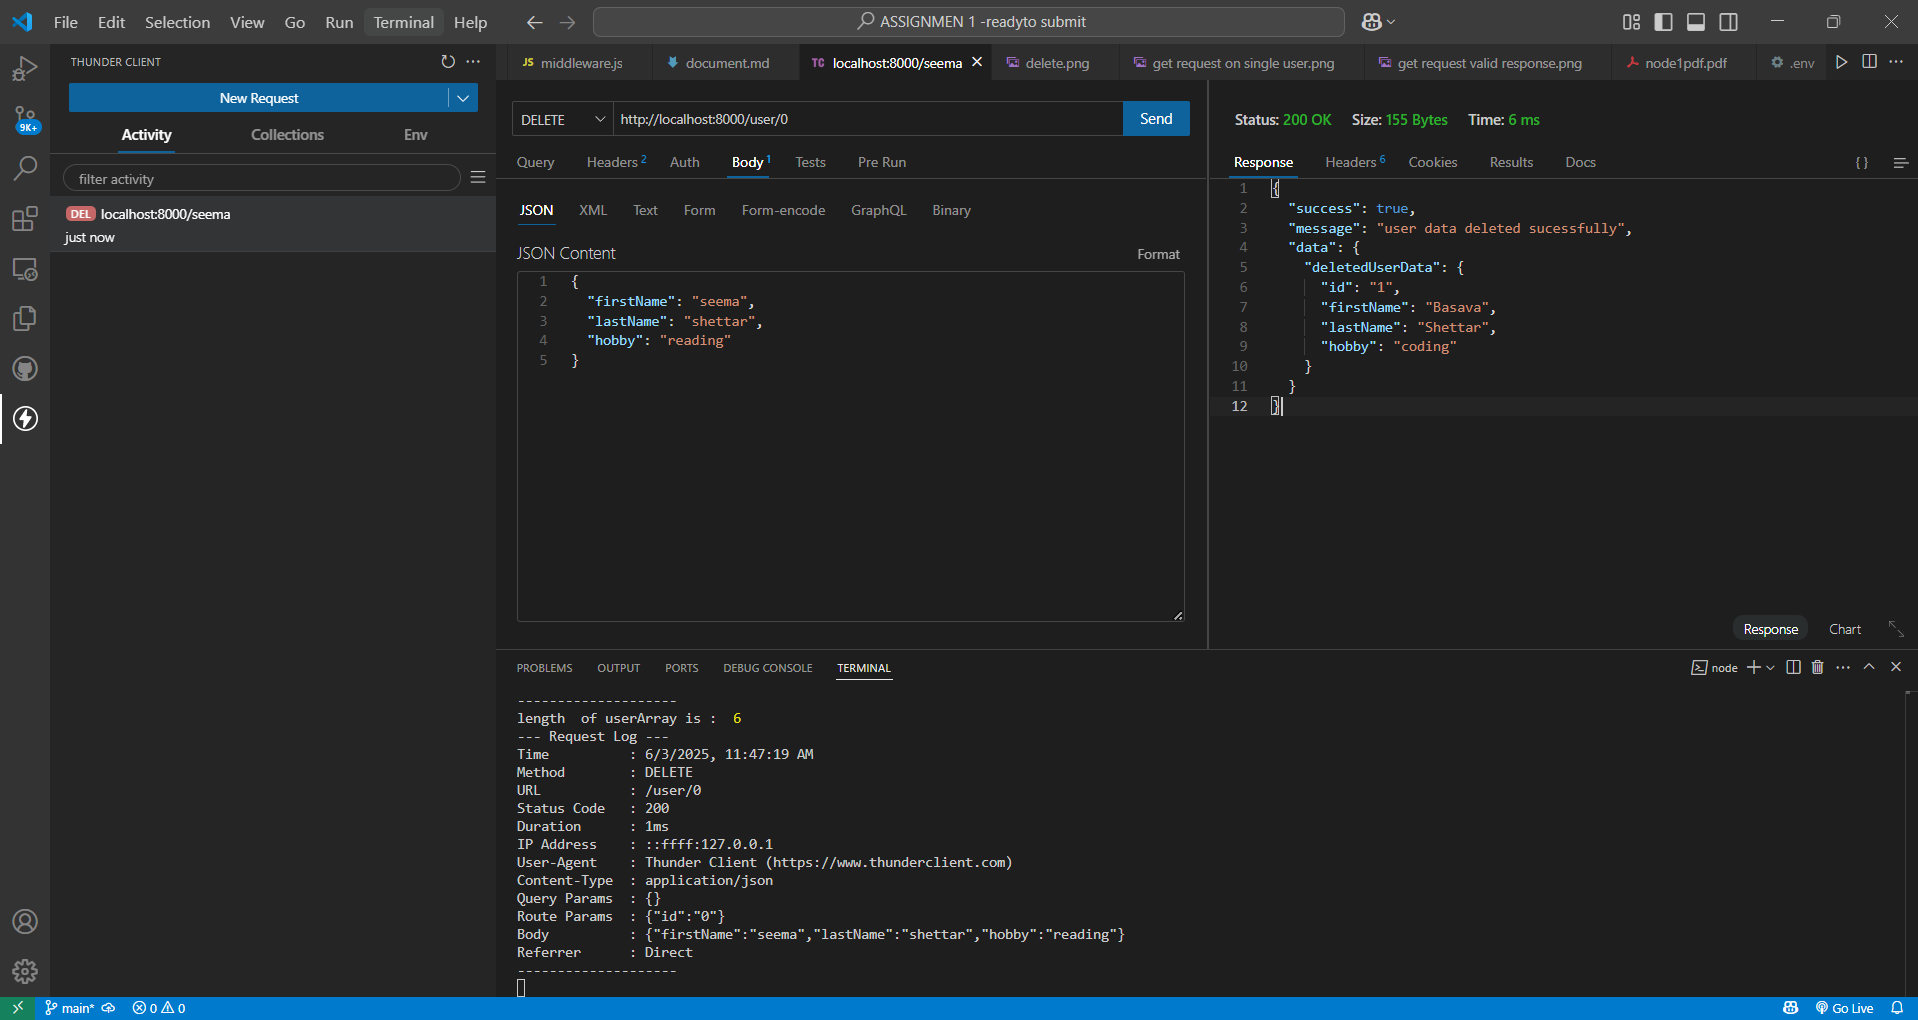 File Edit Selection View Go Run Terminal Help
ASSIGNMEN 1 -readyto submit
THUNDER CLIENT
New Request
Activity Collections Env
filter activity
DEL localhost:8000/seema
just now
9K+
JS middleware.js
document.md
TC localhost:8000/seema
delete.png
get request on single user.png
get request valid response.png
node1pdf.pdf
.env
DELETE http://localhost:8000/user/0 Send
Query Headers 2 Auth Body 1 Tests Pre Run
JSON XML Text Form Form-encode GraphQL Binary
JSON Content Format
1 {
2 "firstName": "seema",
3 "lastName": "shettar",
4 "hobby": "reading"
5 }
Status: 200 OK Size: 155 Bytes Time: 6 ms
Response Headers 6 Cookies Results Docs { }
1 {
2 "success": true,
3 "message": "user data deleted sucessfully",
4 "data": {
5 "deletedUserData": {
6 "id": "1",
7 "firstName": "Basava",
8 "lastName": "Shettar",
9 "hobby": "coding"
10 }
11 }
12 }
Response Chart
PROBLEMS OUTPUT PORTS DEBUG CONSOLE TERMINAL
node
--------------------
length  of userArray is :  6
--- Request Log ---
Time : 6/3/2025, 11:47:19 AM
Method : DELETE
URL : /user/0
Status Code : 200
Duration : 1ms
IP Address : ::ffff:127.0.0.1
User-Agent : Thunder Client (https://www.thunderclient.com)
Content-Type : application/json
Query Params : {}
Route Params : {"id":"0"}
Body : {"firstName":"seema","lastName":"shettar","hobby":"reading"}
Referrer : Direct
--------------------
main* 0 0 Go Live